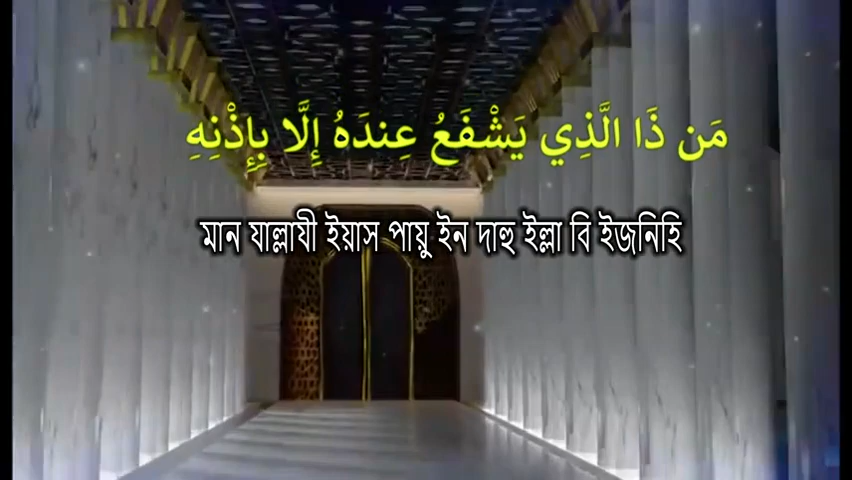 مَن ذَا الَّذِي يَشْفَعُ عِندَهُ إِلَّا بِإِذْنِهِ
মান যাল্লাযী ইয়াস পায়ু ইন দাহু ইল্লা বি ইজনিহি